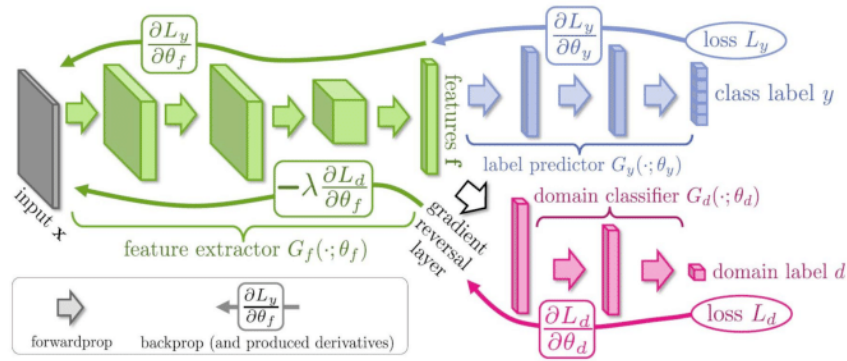 ∂L_y/∂θ_f
∂L_y/∂θ_y
loss L_y
features f
class label y
label predictor G_y(·;θ_y)
input x
−λ ∂L_d/∂θ_f
feature extractor G_f(·;θ_f)
gradient
reversal
layer
domain classifier G_d(·;θ_d)
domain label d
∂L_d/∂θ_d
loss L_d
∂L_y/∂θ_f
forwardprop
backprop (and produced derivatives)